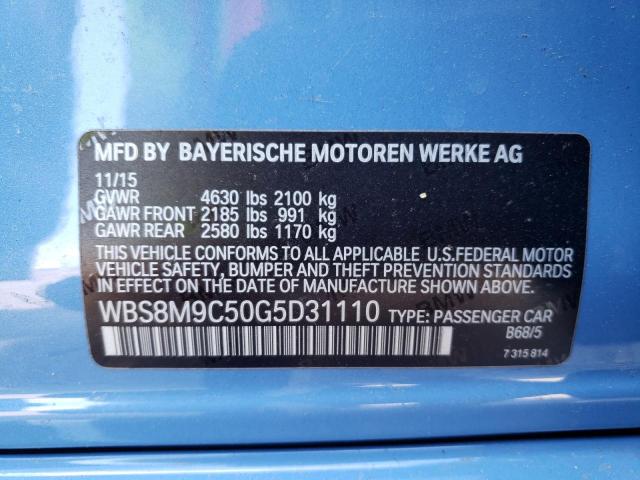 MFD BY BAYERISCHE MOTOREN WERKE AG
11/15
GVWR 4630 lbs 2100 kg
GAWR FRONT 2185 lbs 991 kg
GAWR REAR 2580 lbs 1170 kg
THIS VEHICLE CONFORMS TO ALL APPLICABLE U.S.FEDERAL MOTOR
VEHICLE SAFETY, BUMPER AND THEFT PREVENTION STANDARDS
IN EFFECT ON THE DATE OF MANUFACTURE SHOWN ABOVE.
WBS8M9C50G5D31110 TYPE: PASSENGER CAR
B68/5
7 315 814